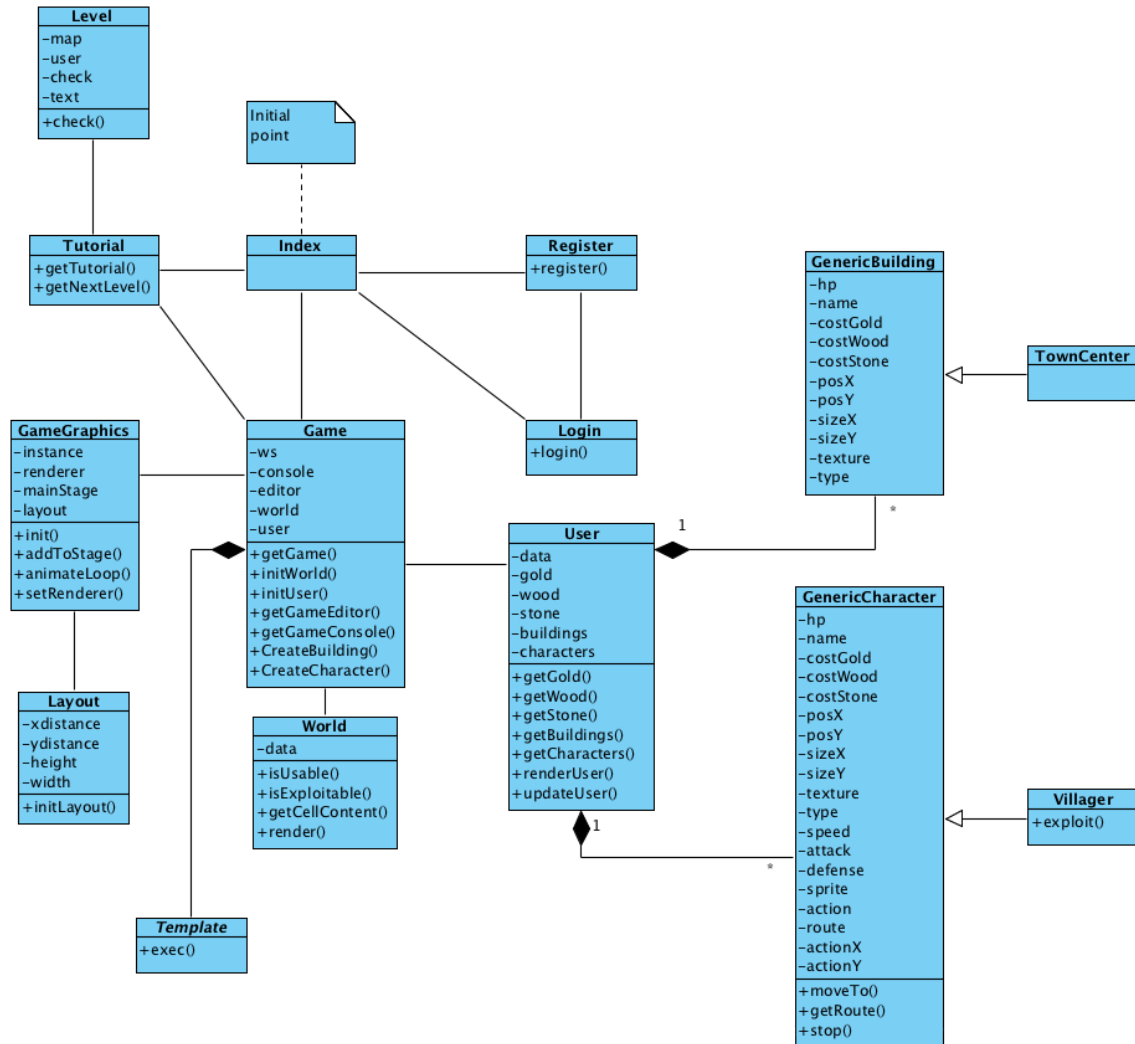 Level
-map
-user
-check
-text
+check()
Initial
point
Tutorial
+getTutorial()
+getNextLevel()
Index
Register
+register()
GenericBuilding
-hp
-name
-costGold
-costWood
-costStone
-posX
-posY
-sizeX
-sizeY
-texture
-type
TownCenter
GameGraphics
-instance
-renderer
-mainStage
-layout
+init()
+addToStage()
+animateLoop()
+setRenderer()
Game
-ws
-console
-editor
-world
-user
+getGame()
+initWorld()
+initUser()
+getGameEditor()
+getGameConsole()
+CreateBuilding()
+CreateCharacter()
Login
+login()
User
-data
-gold
-wood
-stone
-buildings
-characters
+getGold()
+getWood()
+getStone()
+getBuildings()
+getCharacters()
+renderUser()
+updateUser()
1
*
1
*
GenericCharacter
-hp
-name
-costGold
-costWood
-costStone
-posX
-posY
-sizeX
-sizeY
-texture
-type
-speed
-attack
-defense
-sprite
-action
-route
-actionX
-actionY
+moveTo()
+getRoute()
+stop()
Villager
+exploit()
Layout
-xdistance
-ydistance
-height
-width
+initLayout()
World
-data
+isUsable()
+isExploitable()
+getCellContent()
+render()
Template
+exec()